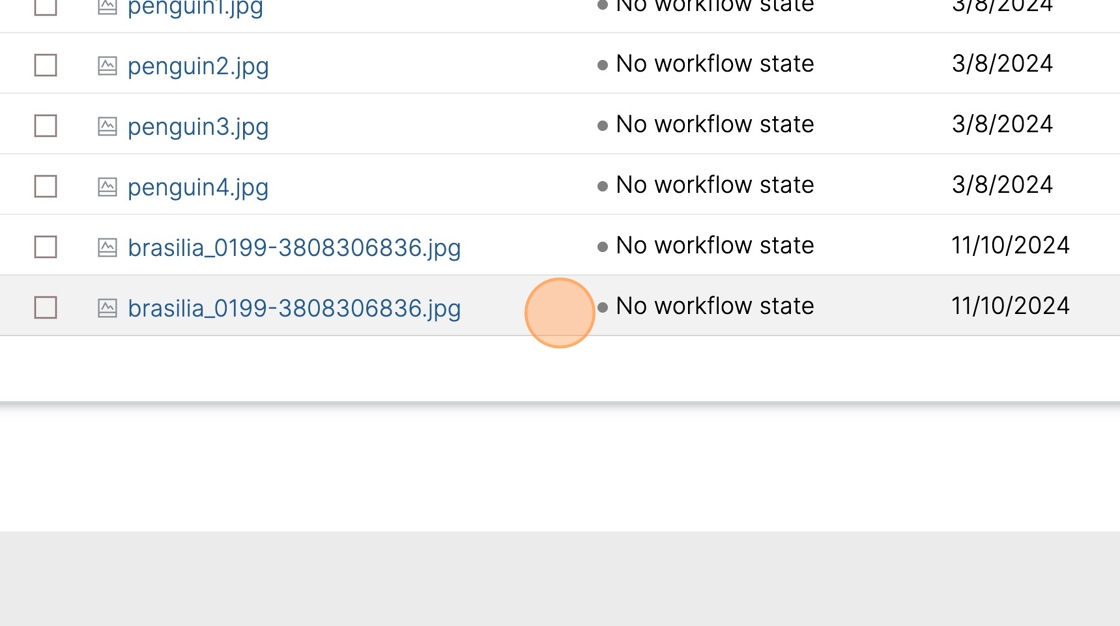 penguin1.jpg No workflow state 3/8/2024
penguin2.jpg No workflow state 3/8/2024
penguin3.jpg No workflow state 3/8/2024
penguin4.jpg No workflow state 3/8/2024
brasilia_0199-3808306836.jpg No workflow state 11/10/2024
brasilia_0199-3808306836.jpg No workflow state 11/10/2024